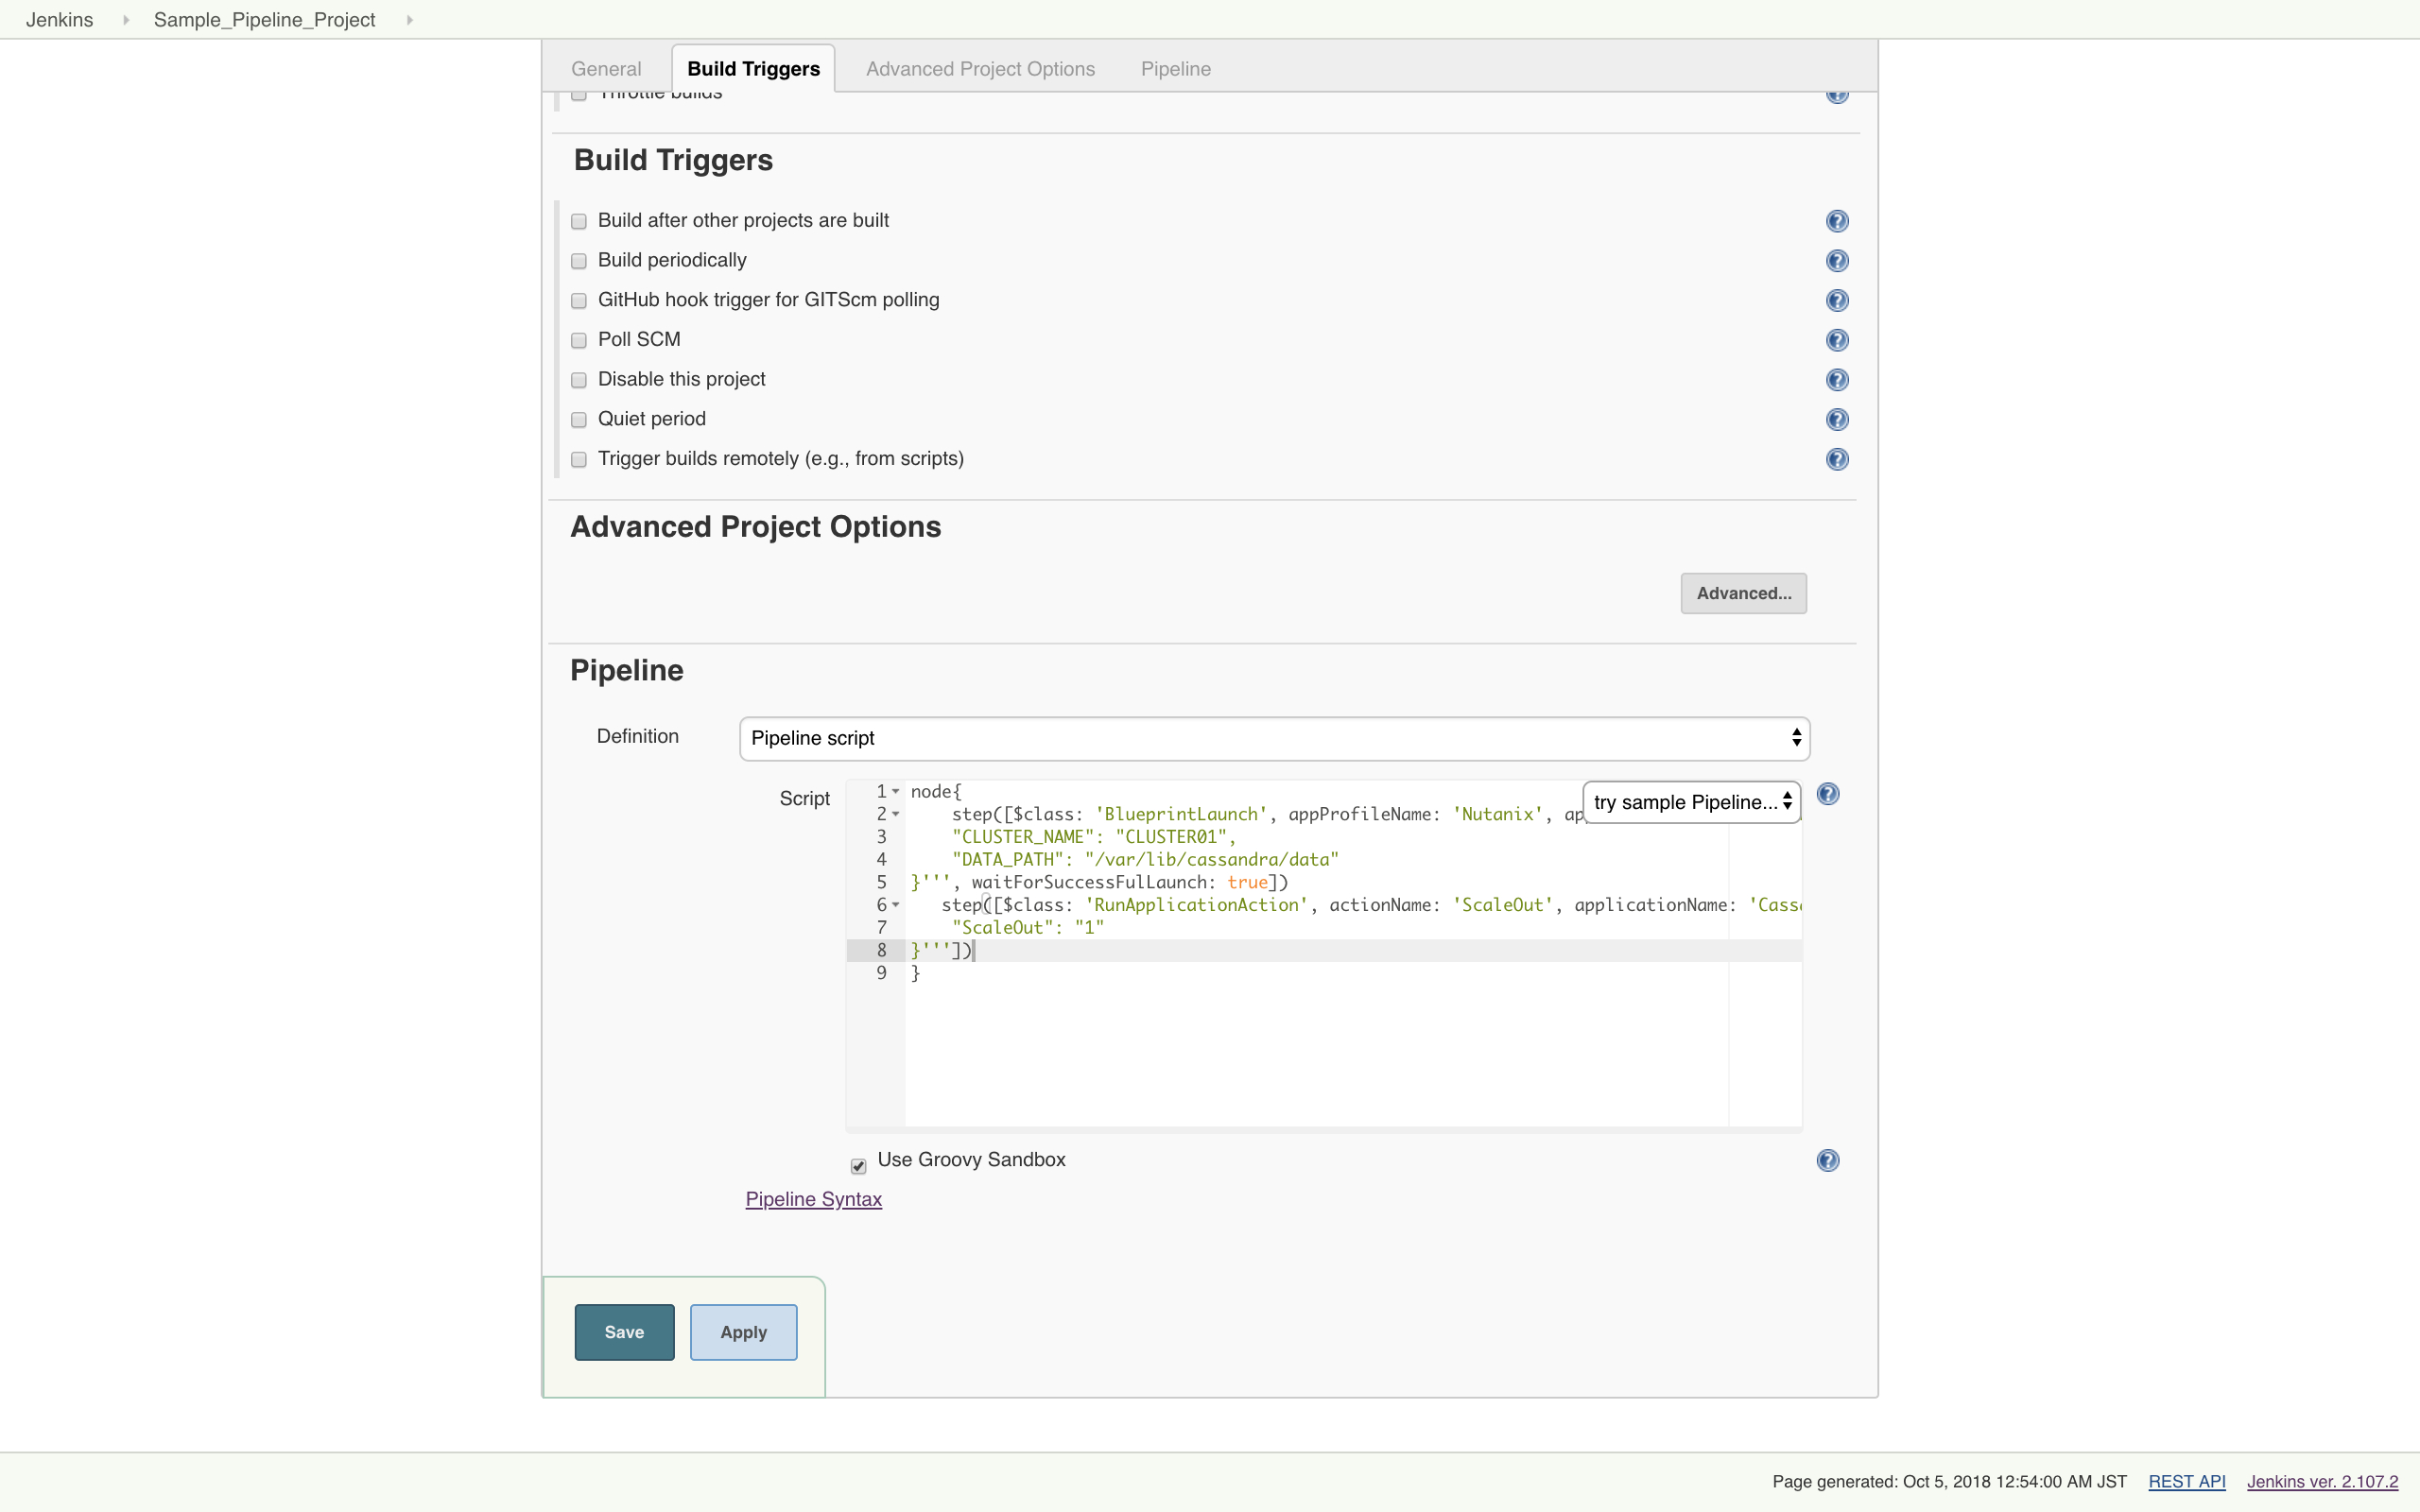 Jenkins
Sample_Pipeline_Project
General
Build Triggers
Advanced Project Options
Pipeline
Throttle builds
Build Triggers
Build after other projects are built
Build periodically
GitHub hook trigger for GITScm polling
Poll SCM
Disable this project
Quiet period
Trigger builds remotely (e.g., from scripts)
Advanced Project Options
Advanced...
Pipeline
Definition
Pipeline script
Script
try sample Pipeline...
1 node{
2 step([$class: 'BlueprintLaunch', appProfileName: 'Nutanix', ap
3 "CLUSTER_NAME": "CLUSTER01",
4 "DATA_PATH": "/var/lib/cassandra/data"
5 }''', waitForSuccessFulLaunch: true])
6 step([$class: 'RunApplicationAction', actionName: 'ScaleOut', applicationName: 'Cass
7 "ScaleOut": "1"
8 }'''])
9 }
Use Groovy Sandbox
Pipeline Syntax
Save
Apply
Page generated: Oct 5, 2018 12:54:00 AM JST
REST API
Jenkins ver. 2.107.2